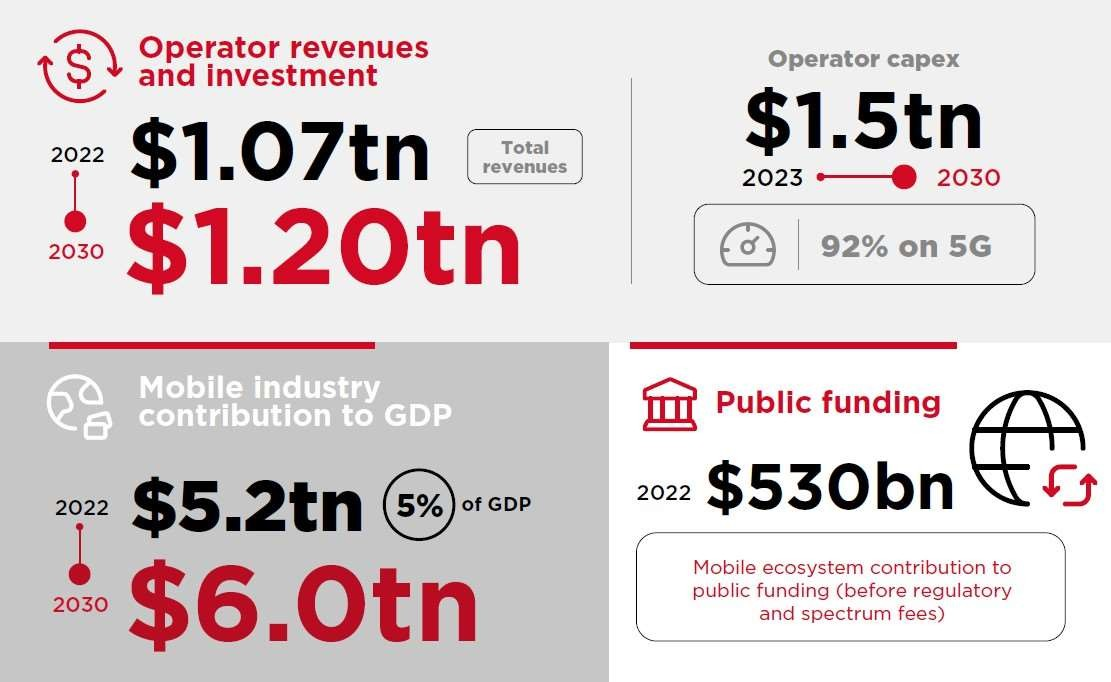 Operator revenues
and investment
2022
$1.07tn
Total
revenues
2030
$1.20tn
Operator capex
$1.5tn
2023
2030
92% on 5G
Mobile industry
contribution to GDP
2022
$5.2tn
5%
of GDP
2030
$6.0tn
Public funding
2022
$530bn
Mobile ecosystem contribution to
public funding (before regulatory
and spectrum fees)